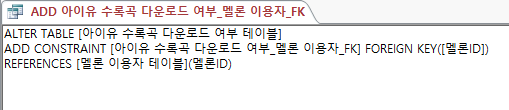 ADD 아이유 수록곡 다운로드 여부_멜론 이용자_FK
ALTER TABLE [아이유 수록곡 다운로드 여부 테이블]
ADD CONSTRAINT [아이유 수록곡 다운로드 여부_멜론 이용자_FK] FOREIGN KEY([멜론ID])
REFERENCES [멜론 이용자 테이블](멜론ID)